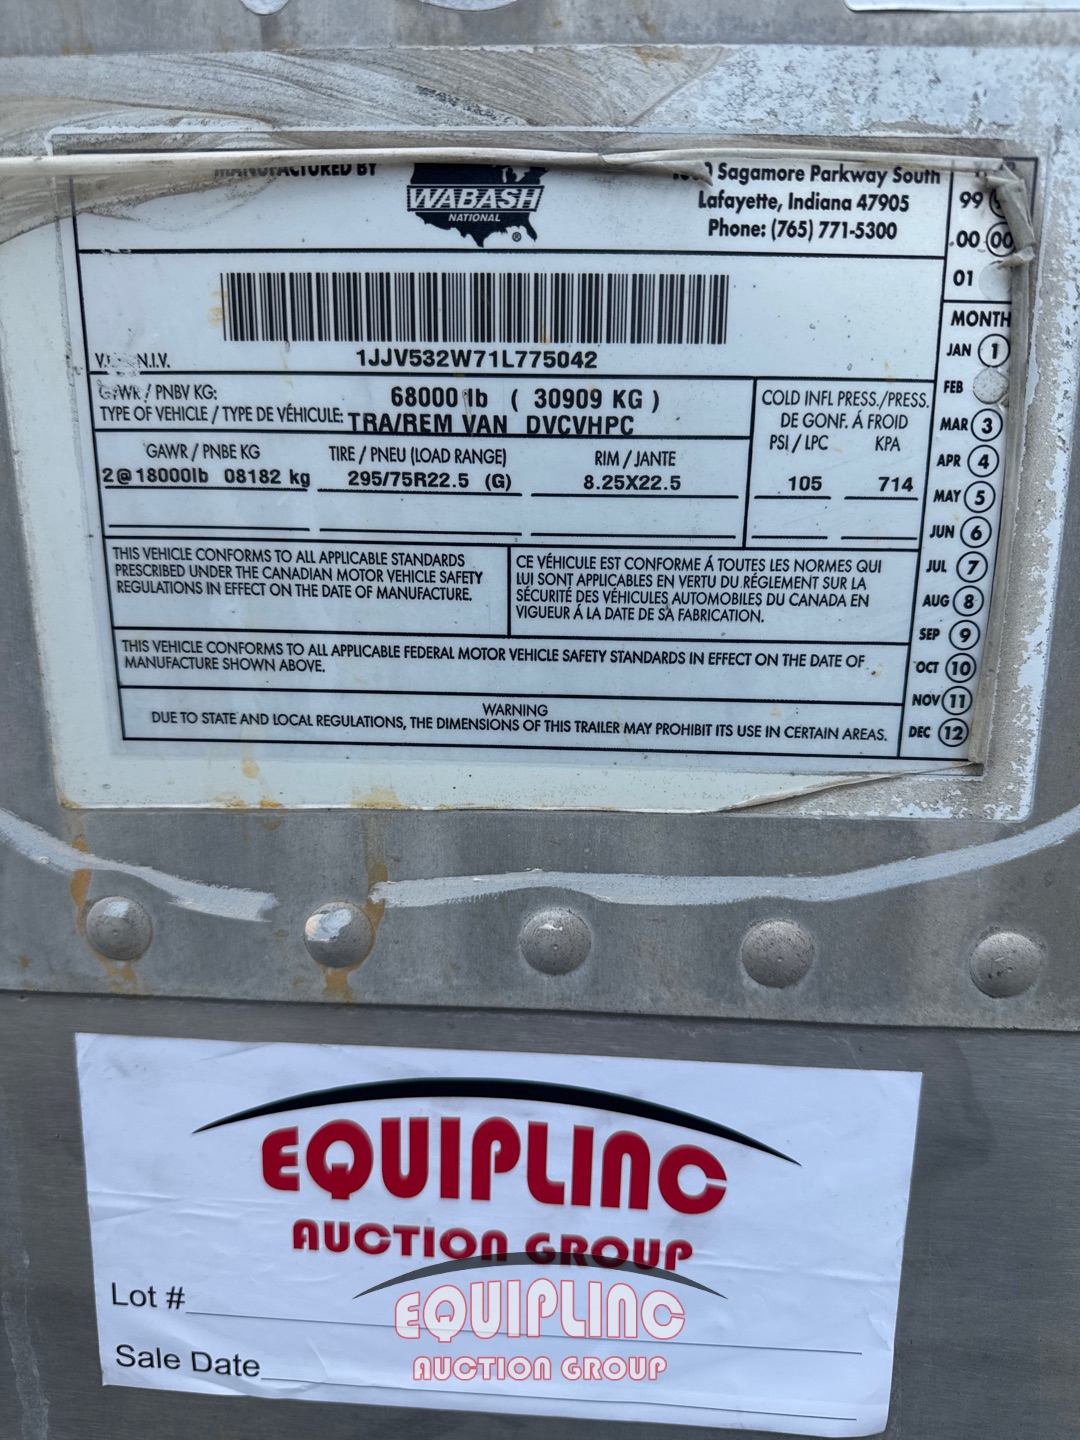 MANUFACTURED BY
WABASH
NATIONAL
®
Sagamore Parkway South
Lafayette, Indiana 47905
Phone: (765) 771-5300
99
00 00
01
MONTH
JAN 1
FEB
MAR 3
APR 4
MAY 5
JUN 6
JUL 7
AUG 8
SEP 9
OCT 10
NOV 11
DEC 12
1JJV532W71L775042
N.I.V.
GVWR / PNBV KG: 68000 lb ( 30909 KG )
TYPE OF VEHICLE / TYPE DE VÉHICULE: TRA/REM VAN DVCVHPC
COLD INFL PRESS./PRESS.
DE GONF. Á FROID
PSI / LPC KPA
GAWR / PNBE KG TIRE / PNEU (LOAD RANGE) RIM / JANTE
2@18000lb 08182 kg 295/75R22.5 (G) 8.25X22.5 105 714
THIS VEHICLE CONFORMS TO ALL APPLICABLE STANDARDS
PRESCRIBED UNDER THE CANADIAN MOTOR VEHICLE SAFETY
REGULATIONS IN EFFECT ON THE DATE OF MANUFACTURE.
CE VÉHICULE EST CONFORME Á TOUTES LES NORMES QUI
LUI SONT APPLICABLES EN VERTU DU RÉGLEMENT SUR LA
SÉCURITÉ DES VÉHICULES AUTOMOBILES DU CANADA EN
VIGUEUR Á LA DATE DE SA FABRICATION.
THIS VEHICLE CONFORMS TO ALL APPLICABLE FEDERAL MOTOR VEHICLE SAFETY STANDARDS IN EFFECT ON THE DATE OF
MANUFACTURE SHOWN ABOVE.
WARNING
DUE TO STATE AND LOCAL REGULATIONS, THE DIMENSIONS OF THIS TRAILER MAY PROHIBIT ITS USE IN CERTAIN AREAS.
EQUIPLINC
AUCTION GROUP
Lot #
Sale Date
EQUIPLINC
AUCTION GROUP